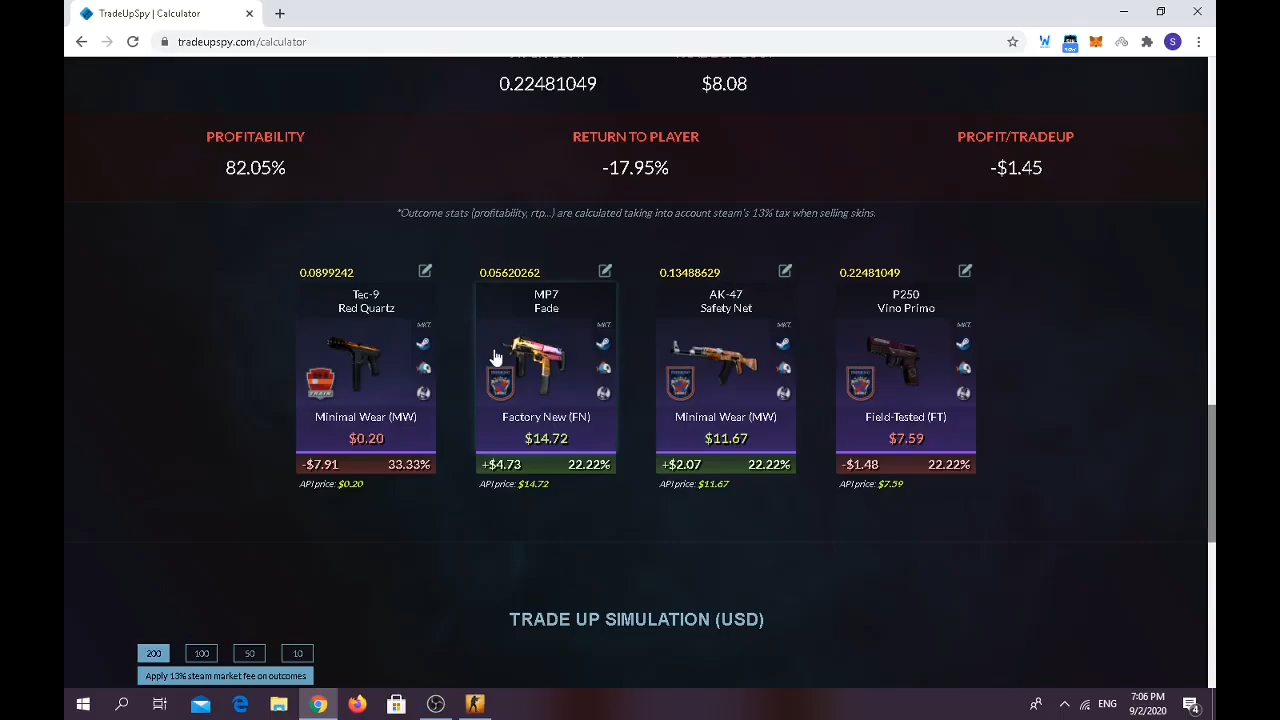 TradeUpSpy | Calculator
tradeupspy.com/calculator
0.22481049
$8.08
PROFITABILITY
RETURN TO PLAYER
PROFIT/TRADEUP
82.05%
-17.95%
-$1.45
*Outcome stats (profitability, rtp...) are calculated taking into account steam's 13% tax when selling skins.
0.0899242
0.05620262
0.13488629
0.22481049
Tec-9
Red Quartz
MP7
Fade
AK-47
Safety Net
P250
Vino Primo
MKT.
MKT.
MKT.
MKT.
Minimal Wear (MW)
Factory New (FN)
Minimal Wear (MW)
Field-Tested (FT)
$0.20
$14.72
$11.67
$7.59
-$7.91 33.33%
+$4.73 22.22%
+$2.07 22.22%
-$1.48 22.22%
API price: $0.20
API price: $14.72
API price: $11.67
API price: $7.59
TRADE UP SIMULATION (USD)
200 100 50 10
Apply 13% steam market fee on outcomes
ENG
7:06 PM
9/2/2020